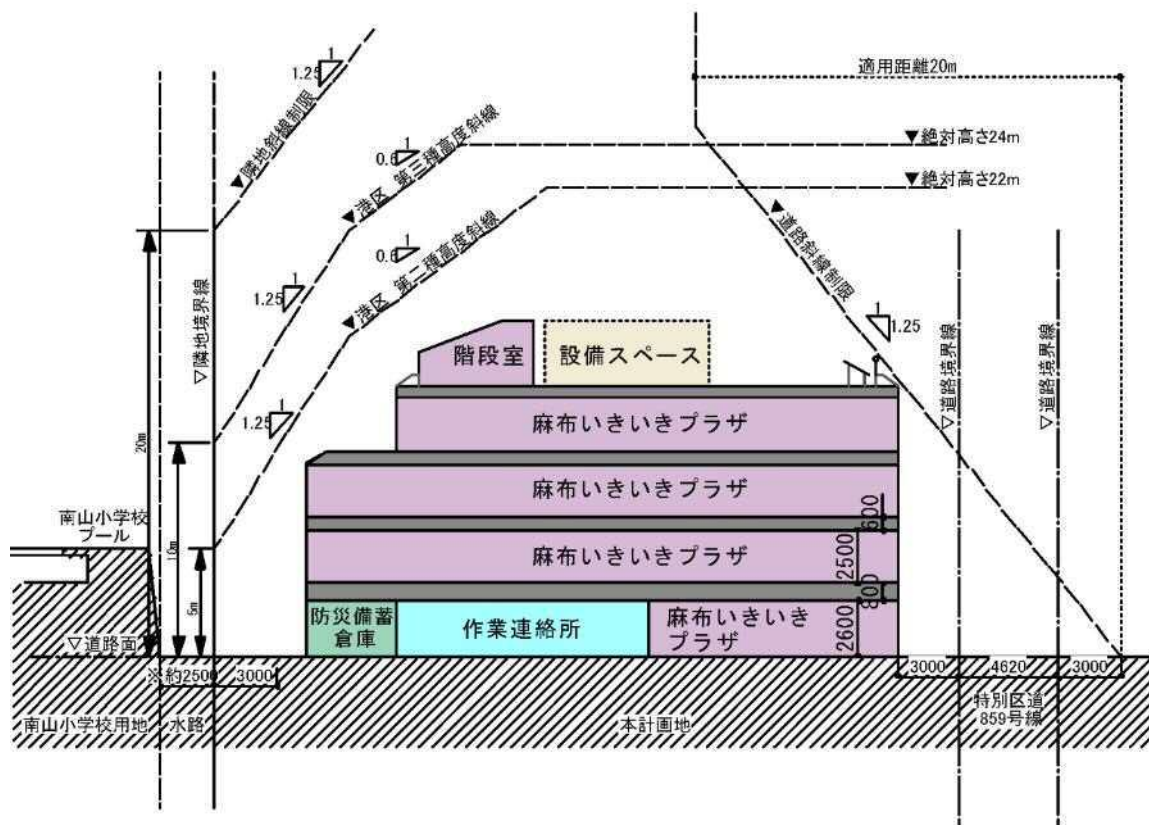 適用距離20m
1
1.25
▼隣地斜線制限
▼絶対高さ24m
1
0.6
▼港区 第三種高度斜線
▼絶対高さ22m
1
0.6
▼港区 第二種高度斜線
▼道路斜線制限
1
1.25
1
1.25
1
1.25
▽隣地境界線
▽道路境界線
▽道路境界線
階段室
設備スペース
麻布いきいきプラザ
麻布いきいきプラザ
麻布いきいきプラザ
600
2500
800
2600
20m
10m
5m
南山小学校
プール
▽道路面
防災備蓄
倉庫
作業連絡所
麻布いきいき
プラザ
※約2500
3000
3000
4620
3000
南山小学校用地
水路
本計画地
特別区道
859号線